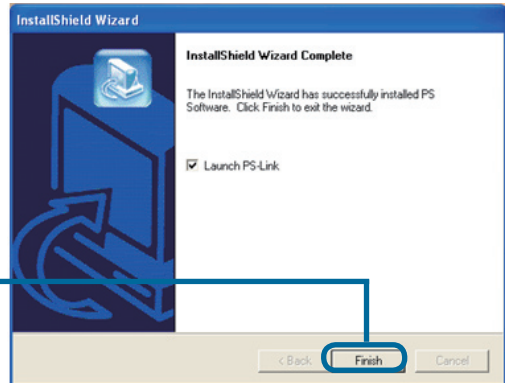 InstallShield Wizard
InstallShield Wizard Complete
The InstallShield Wizard has successfully installed PS
Software. Click Finish to exit the wizard.
Launch PS-Link
< Back
Finish
Cancel